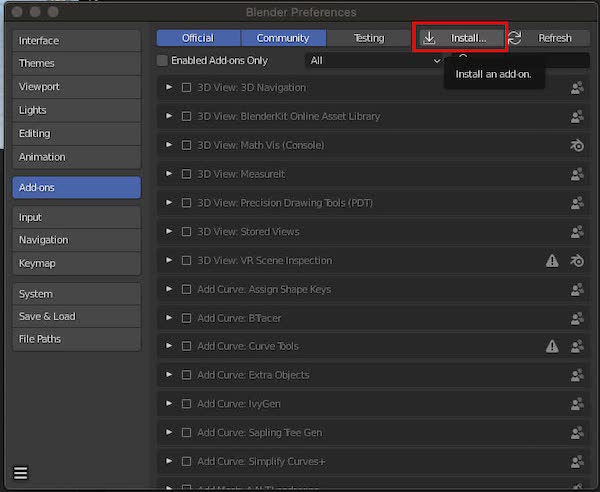 Blender Preferences
Interface
Themes
Viewport
Lights
Editing
Animation
Add-ons
Input
Navigation
Keymap
System
Save & Load
File Paths
Official Community Testing Install... Refresh
Enabled Add-ons Only All
Install an add-on.
3D View: 3D Navigation
3D View: BlenderKit Online Asset Library
3D View: Math Vis (Console)
3D View: MeasureIt
3D View: Precision Drawing Tools (PDT)
3D View: Stored Views
3D View: VR Scene Inspection
Add Curve: Assign Shape Keys
Add Curve: BTracer
Add Curve: Curve Tools
Add Curve: Extra Objects
Add Curve: IvyGen
Add Curve: Sapling Tree Gen
Add Curve: Simplify Curves+